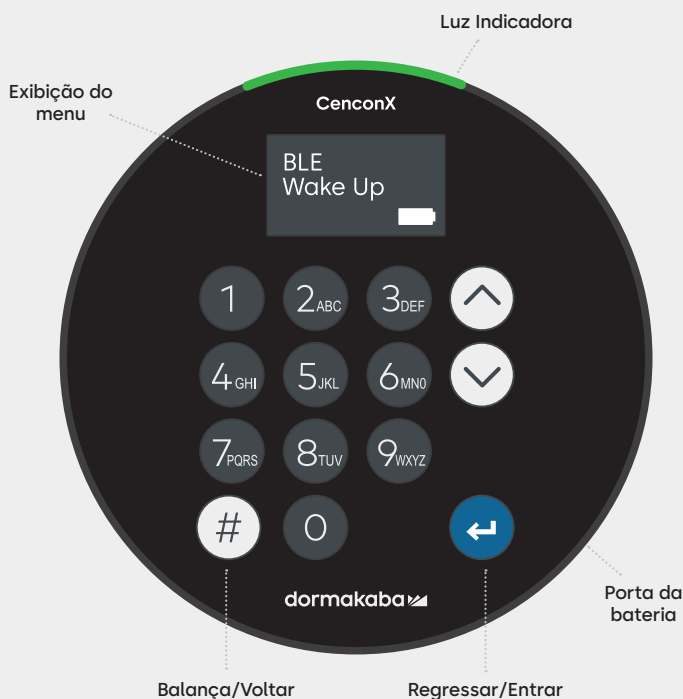 Luz Indicadora
Exibição do
menu
CenconX
BLE
Wake Up
1 2ABC 3DEF
4GHI 5JKL 6MNO
7PQRS 8TUV 9WXYZ
# 0
dormakaba
Porta da
bateria
Balança/Voltar Regressar/Entrar